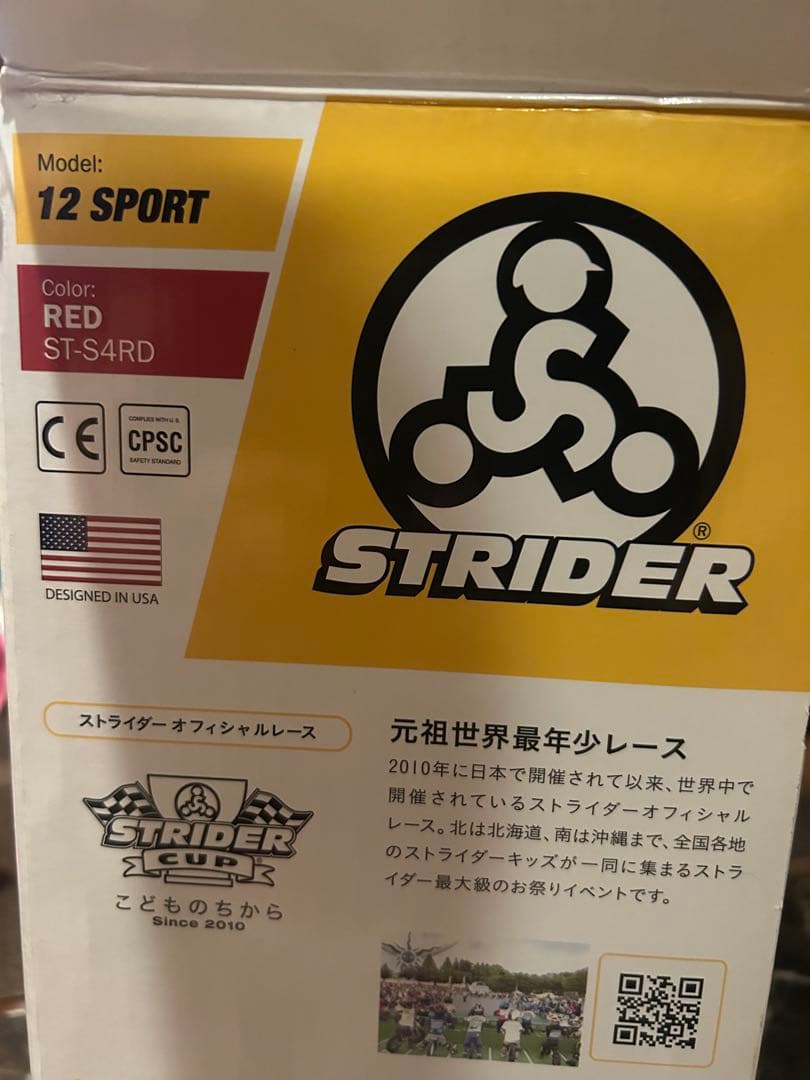 Model:
12 SPORT
Color:
RED
ST-S4RD
CE
COMPLIES WITH U.S.
CPSC
SAFETY STANDARD
DESIGNED IN USA
S
STRIDER®
ストライダー オフィシャルレース
STRIDER
CUP
こどものちから
Since 2010
元祖世界最年少レース
2010年に日本で開催されて以来、世界中で
開催されているストライダーオフィシャル
レース。北は北海道、南は沖縄まで、全国各地
のストライダーキッズが一同に集まるストラ
イダー最大級のお祭りイベントです。